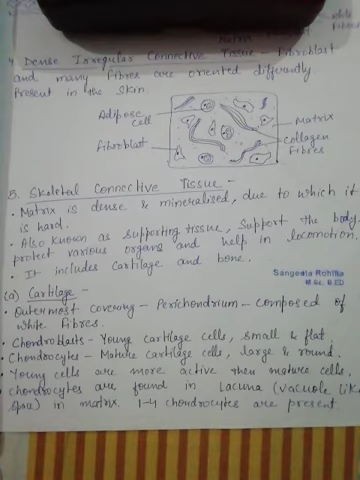 White
Fibres
4. Dense Irregular Connective Tissue - Fibroblast
and many fibres are oriented differently.
Present in the skin.
Adipose
cell
Matrix
Fibroblast
Collagen
Fibres
5. Skeletal Connective Tissue -
• Matrix is dense & mineralised, due to which it
is hard.
• Also known as supporting tissue, support the body.
protect various organs and help in locomotion.
• It includes Cartilage and bone.
Sangeeta Rohilla
M.Sc. B.ED
(a) Cartilage -
• Outermost covering - Perichondrium - composed of
white fibres.
• Chondroblasts - Young cartilage cells, small & flat.
• Chondrocytes - Mature cartilage cells, large & round.
• Young cells are more active then mature cells.
• chondrocytes are found in Lacuna (vacuole like
space) in matrix. 1-4 chondrocytes are present